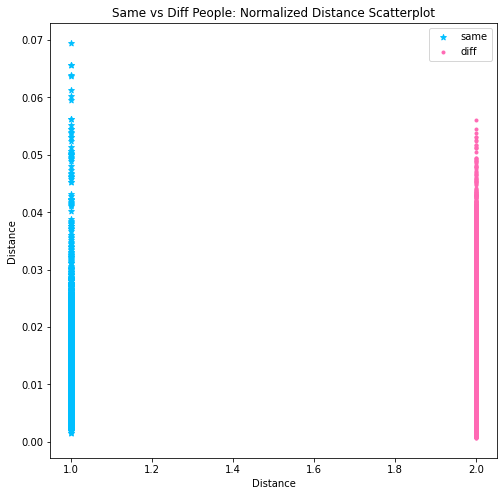 Same vs Diff People: Normalized Distance Scatterplot
same
diff
Distance
0.07
0.06
0.05
0.04
0.03
0.02
0.01
0.00
1.0 1.2 1.4 1.6 1.8 2.0
Distance